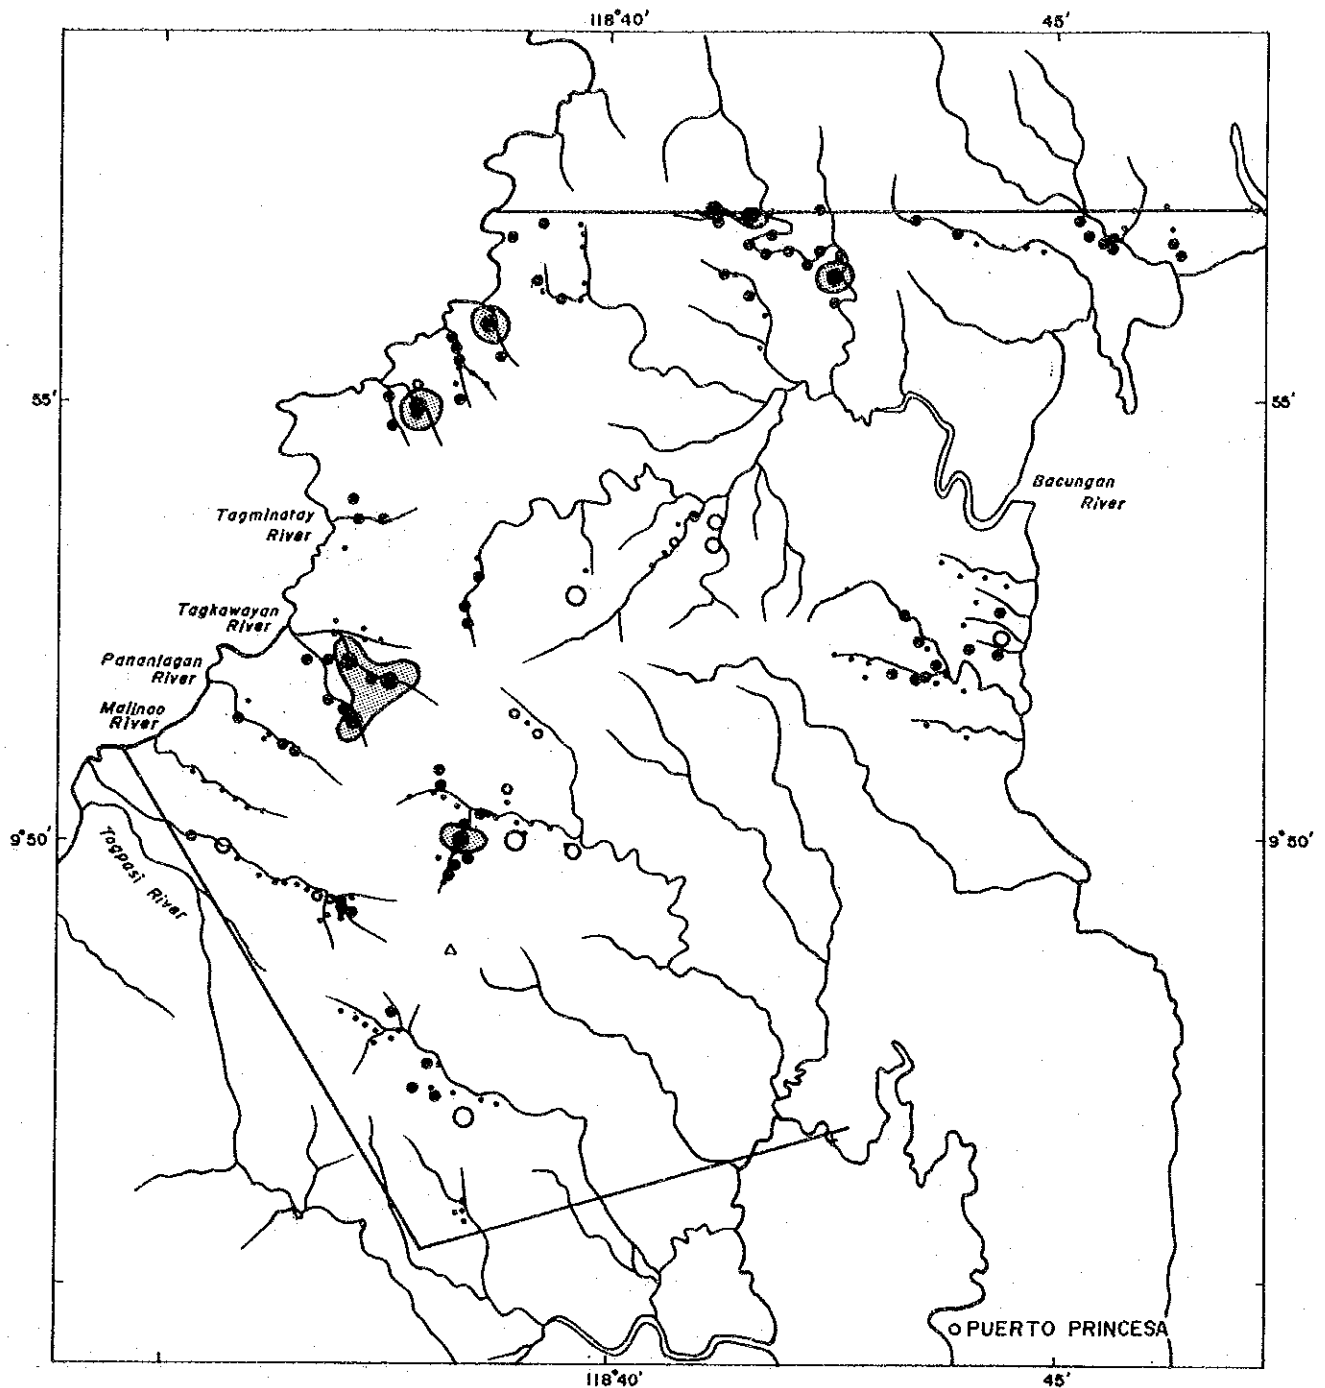 118°40'
45'
55'
55'
Bacungan
River
Tagminatay
River
Tagkawayan
River
Pananlagan
River
Malinao
River
9°50'
9°50'
Tagpasi River
PUERTO PRINCESA
118°40'
45'